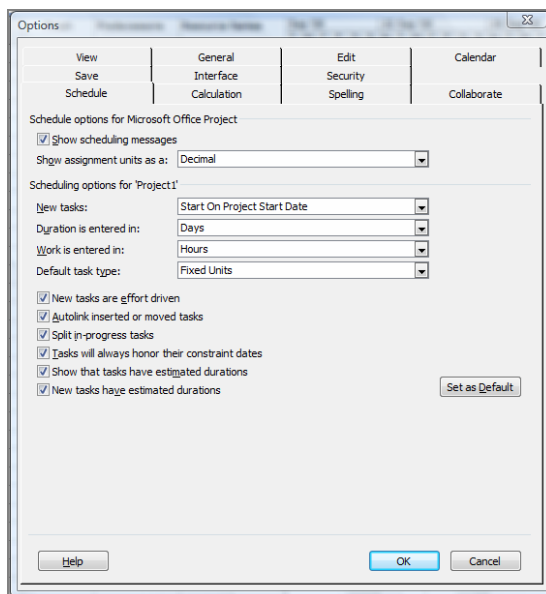 Options
Predecessors Resource Names
View General Edit Calendar
Save Interface Security
Schedule Calculation Spelling Collaborate
Schedule options for Microsoft Office Project
Show scheduling messages
Show assignment units as a: Decimal
Scheduling options for 'Project1'
New tasks: Start On Project Start Date
Duration is entered in: Days
Work is entered in: Hours
Default task type: Fixed Units
New tasks are effort driven
Autolink inserted or moved tasks
Split in-progress tasks
Tasks will always honor their constraint dates
Show that tasks have estimated durations
New tasks have estimated durations
Set as Default
Help OK Cancel